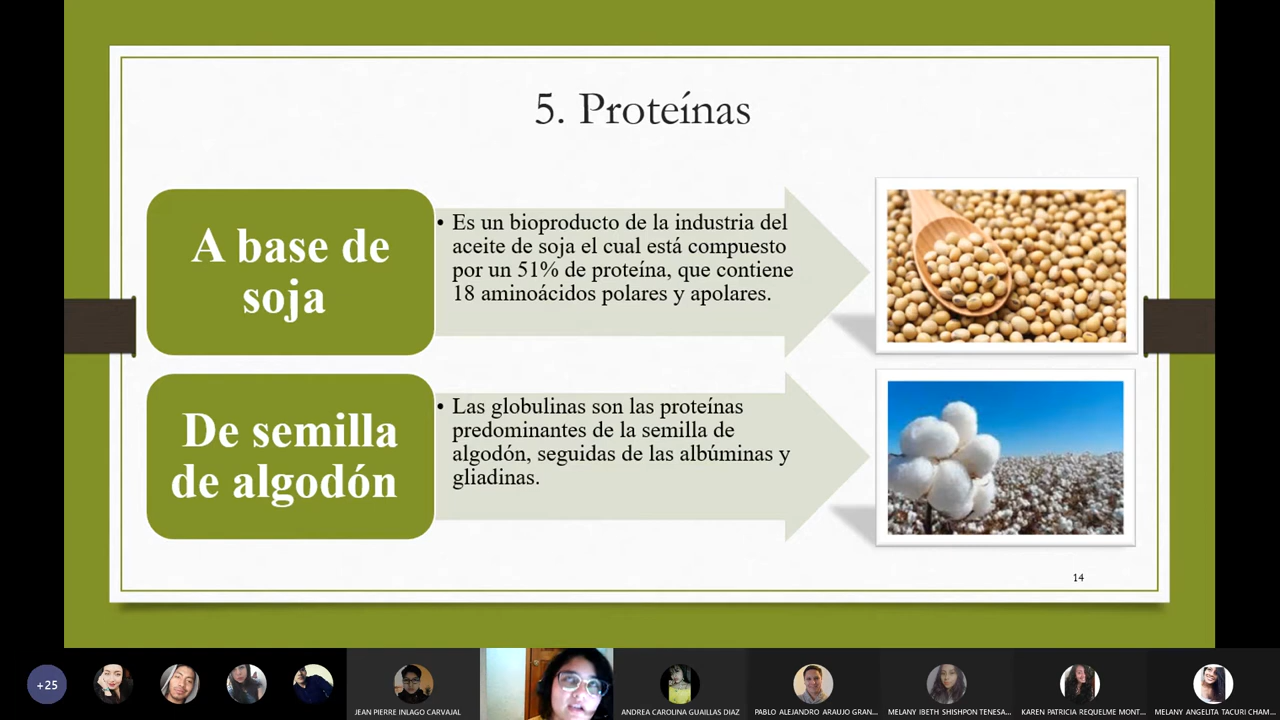 5. Proteínas
A base de
soja
• Es un bioproducto de la industria del
aceite de soja el cual está compuesto
por un 51% de proteína, que contiene
18 aminoácidos polares y apolares.
De semilla
de algodón
• Las globulinas son las proteínas
predominantes de la semilla de
algodón, seguidas de las albúminas y
gliadinas.
14
+25
JEAN PIERRE INLAGO CARVAJAL
ANDREA CAROLINA GUAILLAS DIAZ
PABLO ALEJANDRO ARAUJO GRAN...
MELANY IBETH SHISHPON TENESA...
KAREN PATRICIA REQUELME MONT...
MELANY ANGELITA TACURI CHAM...